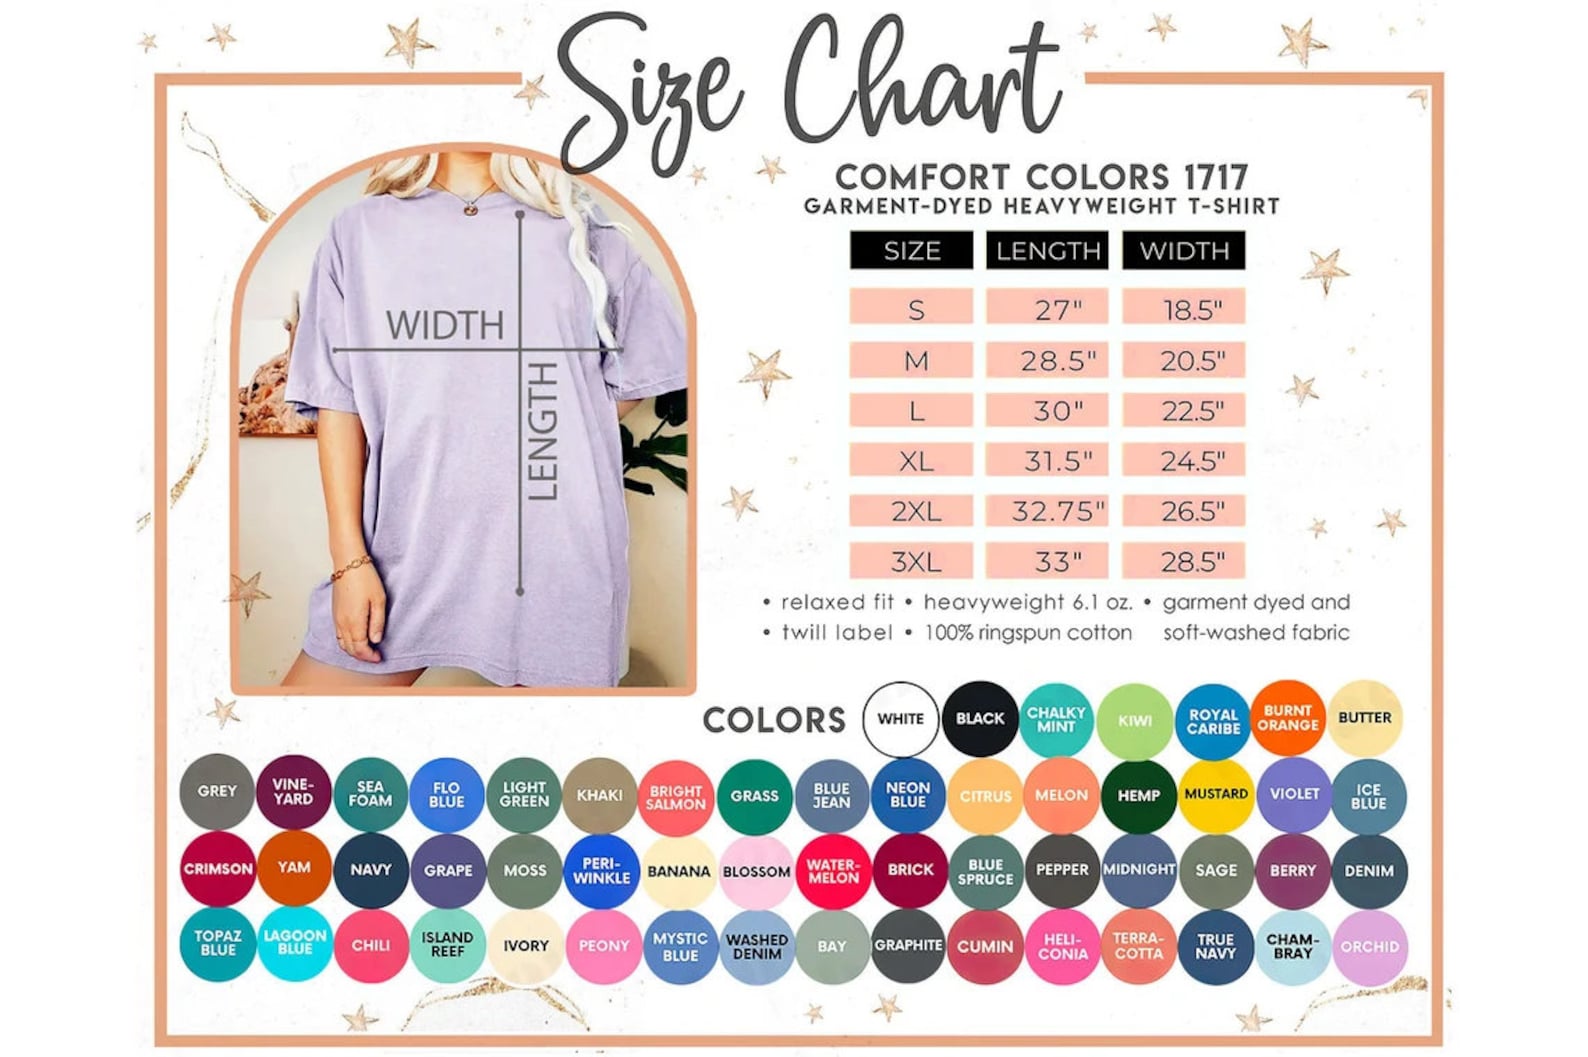 Size Chart
COMFORT COLORS 1717
GARMENT-DYED HEAVYWEIGHT T-SHIRT
WIDTH
LENGTH
SIZE LENGTH WIDTH
S 27" 18.5"
M 28.5" 20.5"
L 30" 22.5"
XL 31.5" 24.5"
2XL 32.75" 26.5"
3XL 33" 28.5"
• relaxed fit • heavyweight 6.1 oz. • garment dyed and
• twill label • 100% ringspun cotton soft-washed fabric
COLORS
WHITE
BLACK
CHALKY
MINT
KIWI
ROYAL
CARIBE
BURNT
ORANGE
BUTTER
GREY
VINE-
YARD
SEA
FOAM
FLO
BLUE
LIGHT
GREEN
KHAKI
BRIGHT
SALMON
GRASS
BLUE
JEAN
NEON
BLUE
CITRUS
MELON
HEMP
MUSTARD
VIOLET
ICE
BLUE
CRIMSON
YAM
NAVY
GRAPE
MOSS
PERI-
WINKLE
BANANA
BLOSSOM
WATER-
MELON
BRICK
BLUE
SPRUCE
PEPPER
MIDNIGHT
SAGE
BERRY
DENIM
TOPAZ
BLUE
LAGOON
BLUE
CHILI
ISLAND
REEF
IVORY
PEONY
MYSTIC
BLUE
WASHED
DENIM
BAY
GRAPHITE
CUMIN
HELI-
CONIA
TERRA-
COTTA
TRUE
NAVY
CHAM-
BRAY
ORCHID